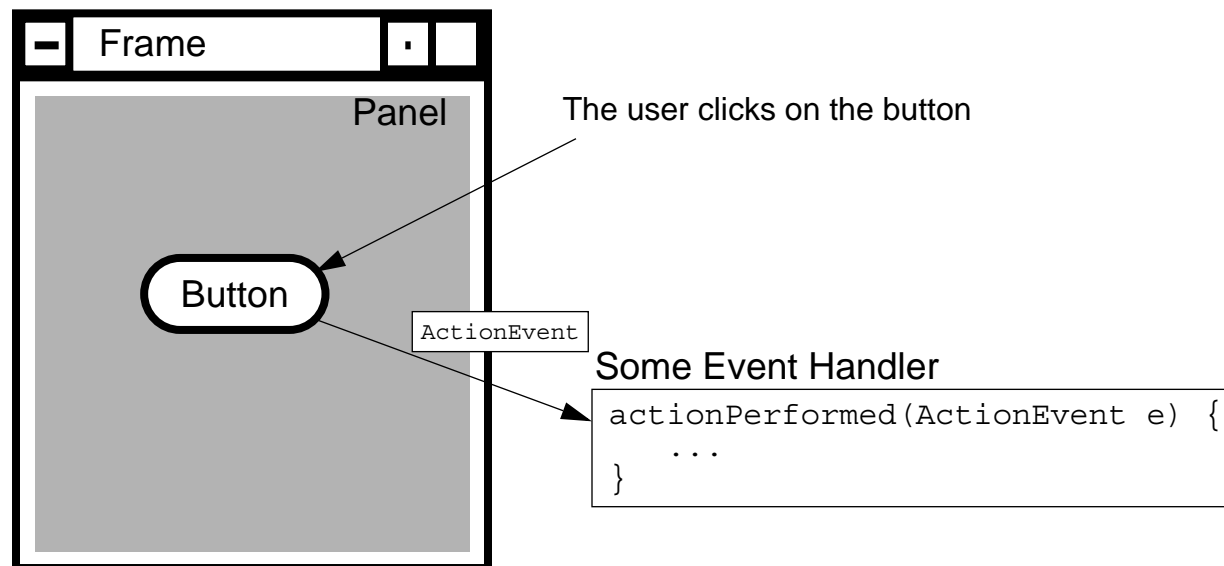 Frame
Panel
The user clicks on the button
Button
ActionEvent
Some Event Handler
actionPerformed(ActionEvent e) {
...
}